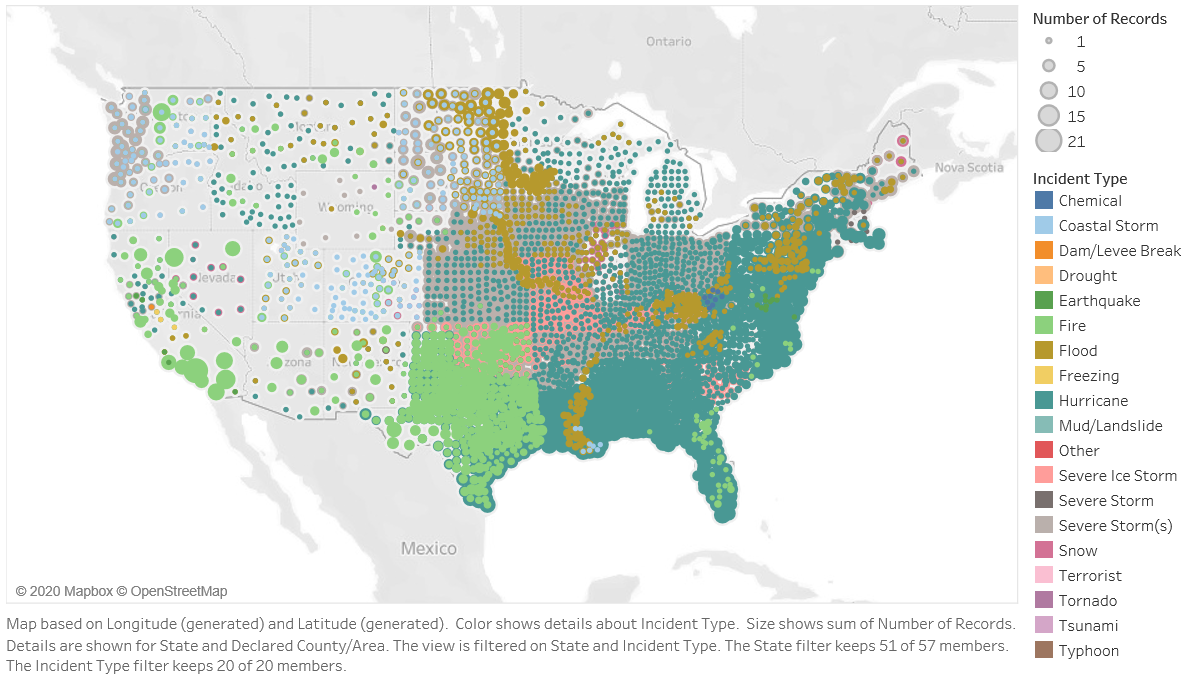 Number of Records
1
5
10
15
21
Incident Type
Chemical
Coastal Storm
Dam/Levee Break
Drought
Earthquake
Fire
Flood
Freezing
Hurricane
Mud/Landslide
Other
Severe Ice Storm
Severe Storm
Severe Storm(s)
Snow
Terrorist
Tornado
Tsunami
Typhoon
Ontario
Nova Scotia
Wyoming
Mexico
© 2020 Mapbox © OpenStreetMap
Map based on Longitude (generated) and Latitude (generated).  Color shows details about Incident Type.  Size shows sum of Number of Records.
Details are shown for State and Declared County/Area. The view is filtered on State and Incident Type. The State filter keeps 51 of 57 members.
The Incident Type filter keeps 20 of 20 members.